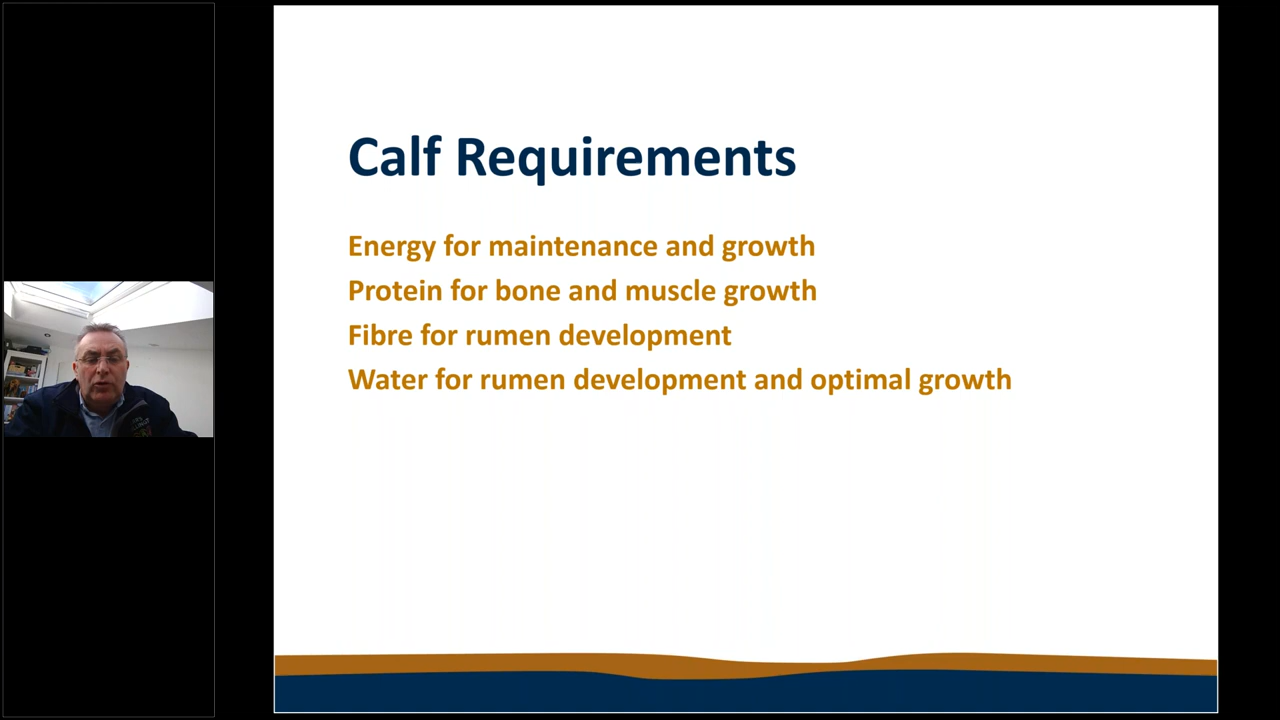 Calf Requirements
Energy for maintenance and growth
Protein for bone and muscle growth
Fibre for rumen development
Water for rumen development and optimal growth